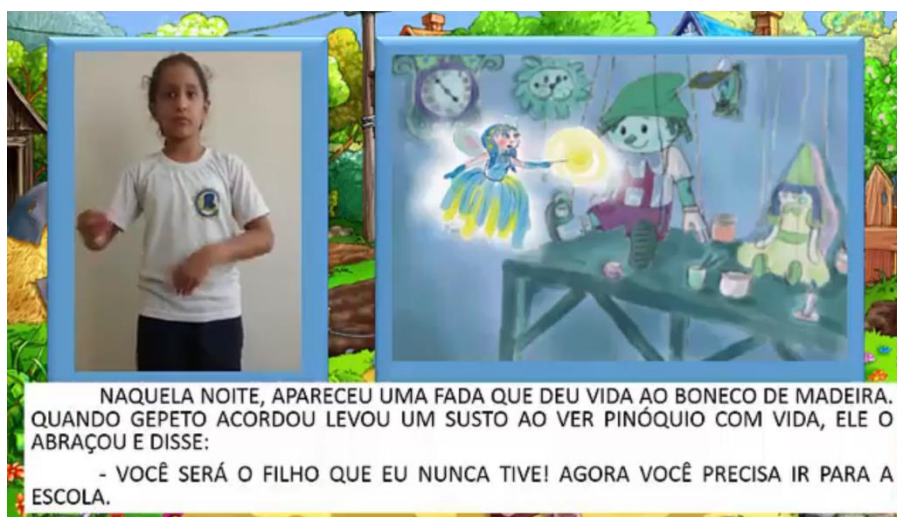 NAQUELA NOITE, APARECEU UMA FADA QUE DEU VIDA AO BONECO DE MADEIRA.
QUANDO GEPETO ACORDOU LEVOU UM SUSTO AO VER PINÓQUIO COM VIDA, ELE O
ABRAÇOU E DISSE:
- VOCÊ SERÁ O FILHO QUE EU NUNCA TIVE! AGORA VOCÊ PRECISA IR PARA A
ESCOLA.